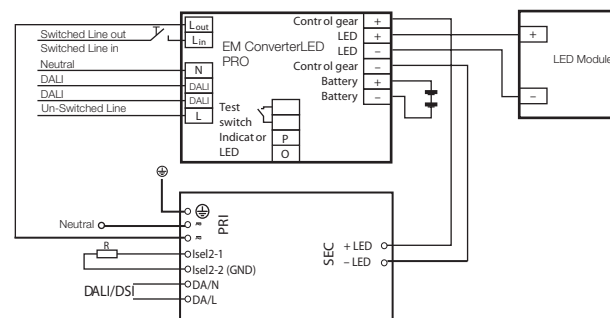 Switched Line out
Switched Line in
Neutral
DALI
DALI
Un-Switched Line
Lout
Lin
N
DALI
DALI
L
EM ConverterLED
PRO
Test
switch
Indicator
LED
P
O
Control gear +
LED +
LED –
Control gear –
Battery +
Battery –
+
–
LED Module
Neutral
R
DALI/DSI
≈
≈
PRI
Isel2-1
Isel2-2 (GND)
DA/N
DA/L
SEC
+ LED
– LED